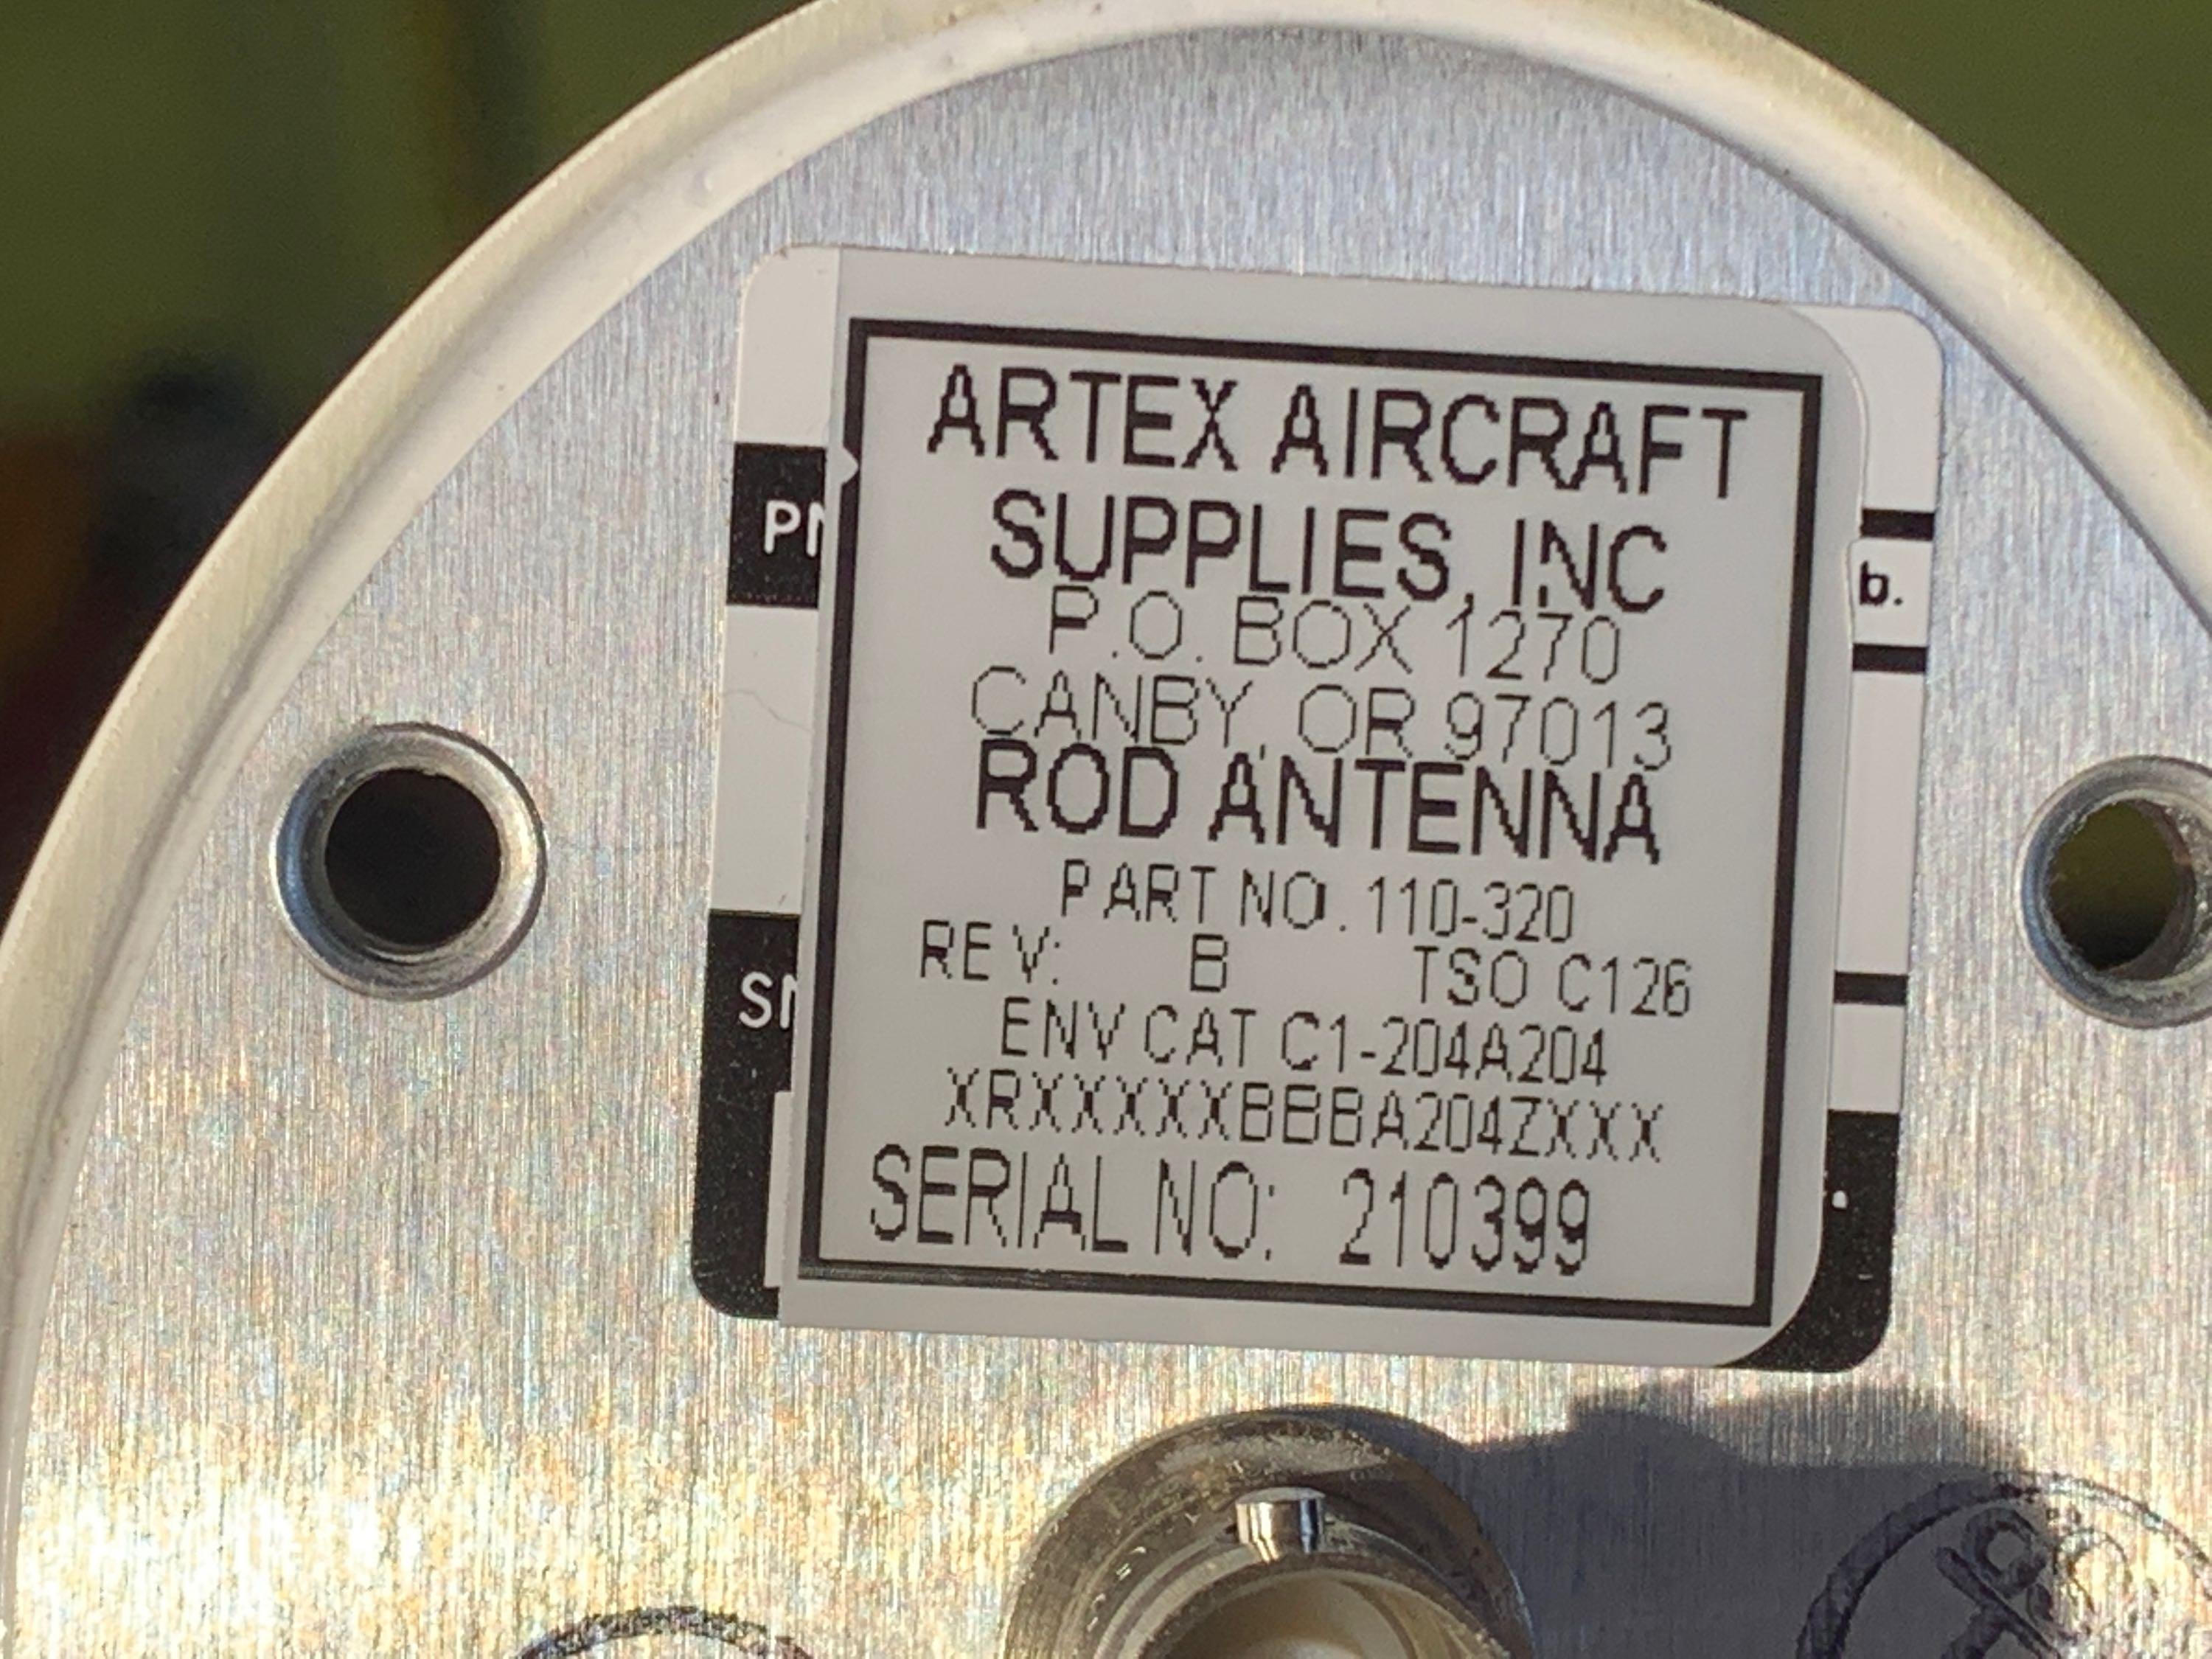 ARTEX AIRCRAFT
SUPPLIES, INC
P.O. BOX 1270
CANBY, OR 97013
ROD ANTENNA
PART NO. 110-320
REV: B TSO C126
ENV CAT C1-204A204
XRXXXXXBBBA204ZXXX
SERIAL NO: 210399
b.